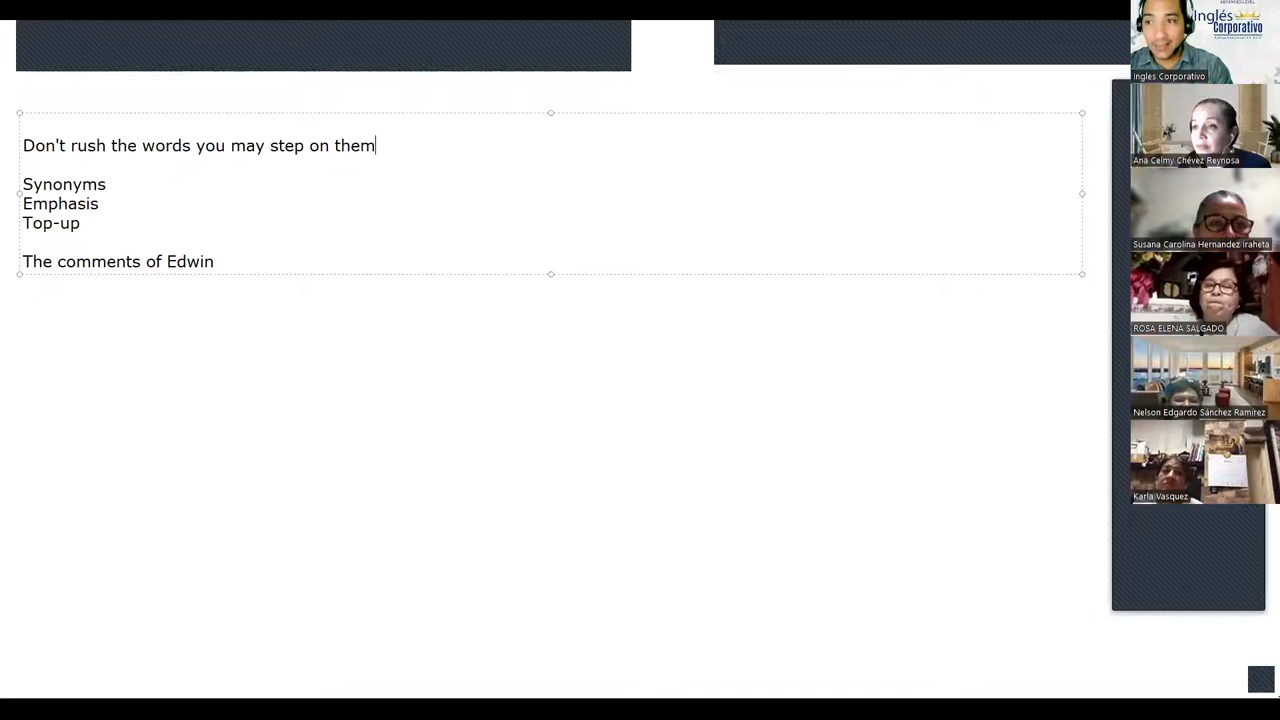 Don't rush the words you may step on them
Synonyms
Emphasis
Top-up
The comments of Edwin
Inglés
Corporativo
Ingles Corporativo
Ana Celmy Chévez Reynosa
Susana Carolina Hernandez Iraheta
ROSA ELENA SALGADO
Nelson Edgardo Sánchez Ramírez
Karla Vasquez